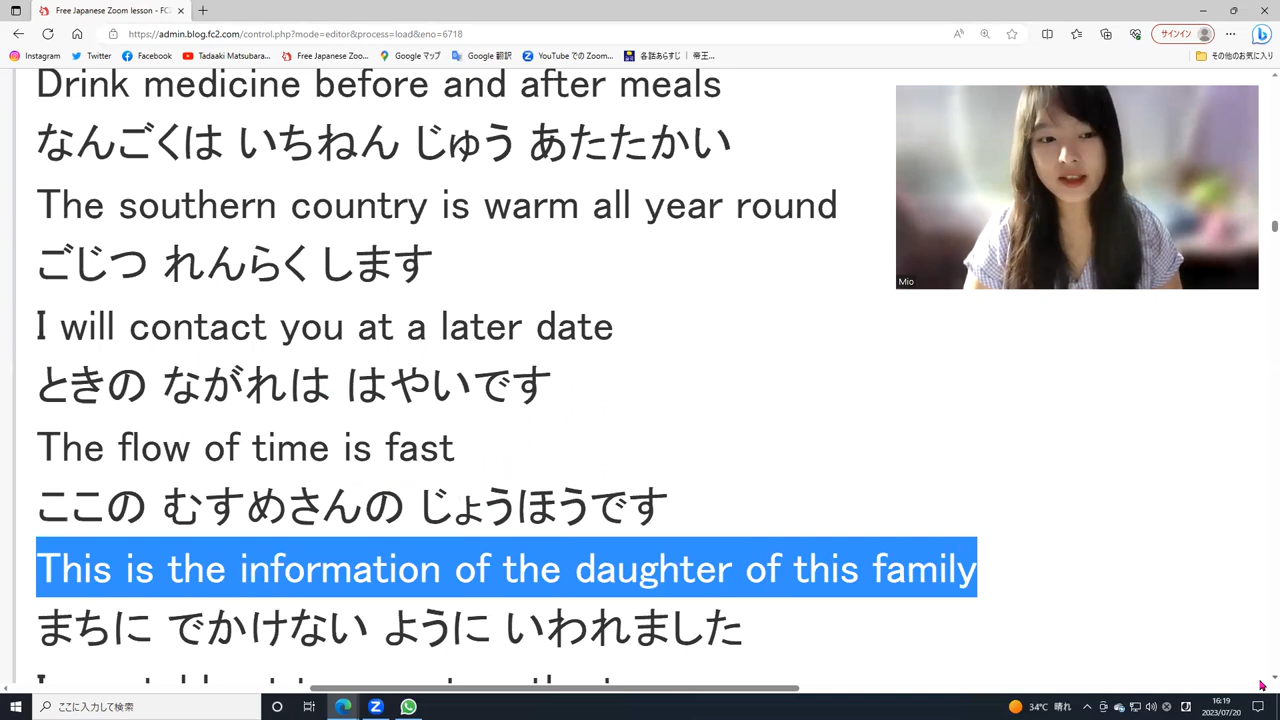 Free Japanese Zoom lesson - FC2
https://admin.blog.fc2.com/control.php?mode=editor&process=load&eno=6718
サインイン
Instagram
Twitter
Facebook
Tadaaki Matsubara...
Free Japanese Zoo...
Google マップ
Google 翻訳
YouTube での Zoom...
各話あらすじ | 帝王...
その他のお気に入り
Drink medicine before and after meals
なんごくは いちねん じゅう あたたかい
The southern country is warm all year round
ごじつ れんらく します
I will contact you at a later date
ときの ながれは はやいです
The flow of time is fast
ここの むすめさんの じょうほうです
This is the information of the daughter of this family
まちに でかけない ように いわれました
Mio
ここに入力して検索
34°C 晴れ
16:19
2023/07/20